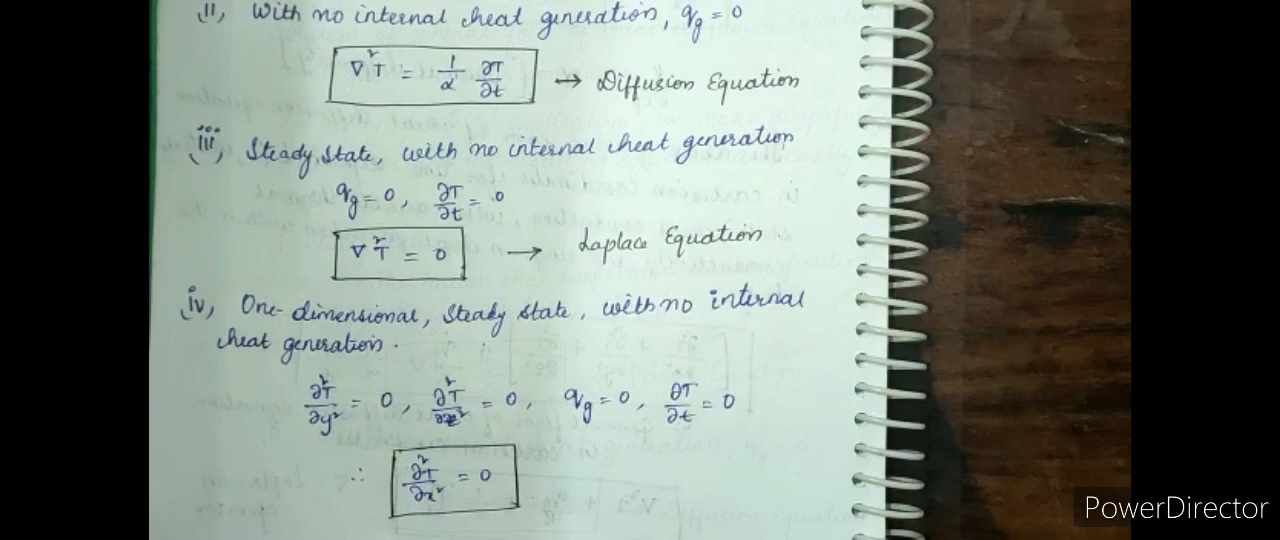 ii, With no internal heat generation, q_g = 0
∇²T = 1/α ∂T/∂t → Diffusion Equation
iii, Steady State, with no internal heat generation
q_g = 0, ∂T/∂t = 0
∇²T = 0 → Laplace Equation
iv, One-dimensional, Steady state, with no internal
heat generation.
∂²T/∂y² = 0, ∂²T/∂z² = 0, q_g = 0, ∂T/∂t = 0
∴ ∂²T/∂x² = 0
PowerDirector